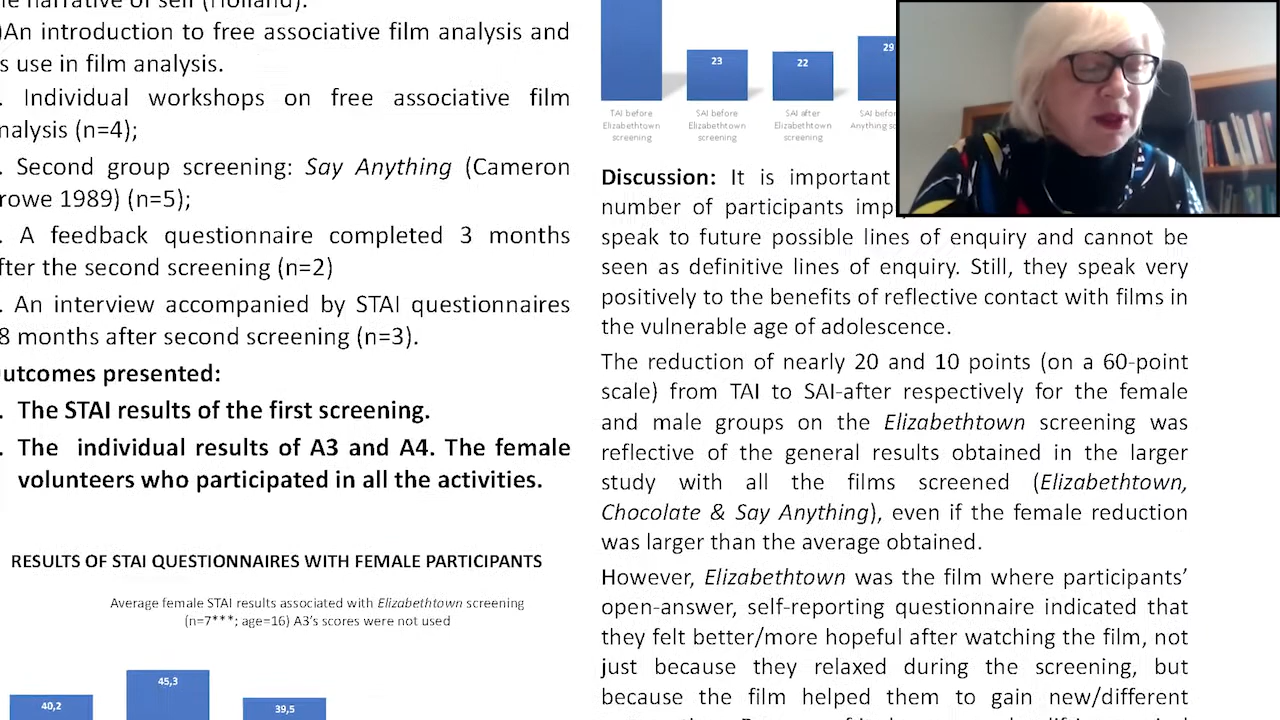 he narrative of self (Holland).
)An introduction to free associative film analysis and
s use in film analysis.
. Individual workshops on free associative film
nalysis (n=4);
. Second group screening: Say Anything (Cameron
rowe 1989) (n=5);
. A feedback questionnaire completed 3 months
fter the second screening (n=2)
. An interview accompanied by STAI questionnaires
8 months after second screening (n=3).
utcomes presented:
. The STAI results of the first screening.
. The individual results of A3 and A4. The female
volunteers who participated in all the activities.
RESULTS OF STAI QUESTIONNAIRES WITH FEMALE PARTICIPANTS
Average female STAI results associated with Elizabethtown screening
(n=7***; age=16) A3’s scores were not used
45,3
40,2
39,5
23
22
29
TAI before
Elizabethtown
screening
SAI before
Elizabethtown
screening
SAI after
Elizabethtown
screening
SAI befor
Anything sc
Discussion: It is important
number of participants imp
speak to future possible lines of enquiry and cannot be
seen as definitive lines of enquiry. Still, they speak very
positively to the benefits of reflective contact with films in
the vulnerable age of adolescence.
The reduction of nearly 20 and 10 points (on a 60-point
scale) from TAI to SAI-after respectively for the female
and male groups on the Elizabethtown screening was
reflective of the general results obtained in the larger
study with all the films screened (Elizabethtown,
Chocolate & Say Anything), even if the female reduction
was larger than the average obtained.
However, Elizabethtown was the film where participants’
open-answer, self-reporting questionnaire indicated that
they felt better/more hopeful after watching the film, not
just because they relaxed during the screening, but
because the film helped them to gain new/different